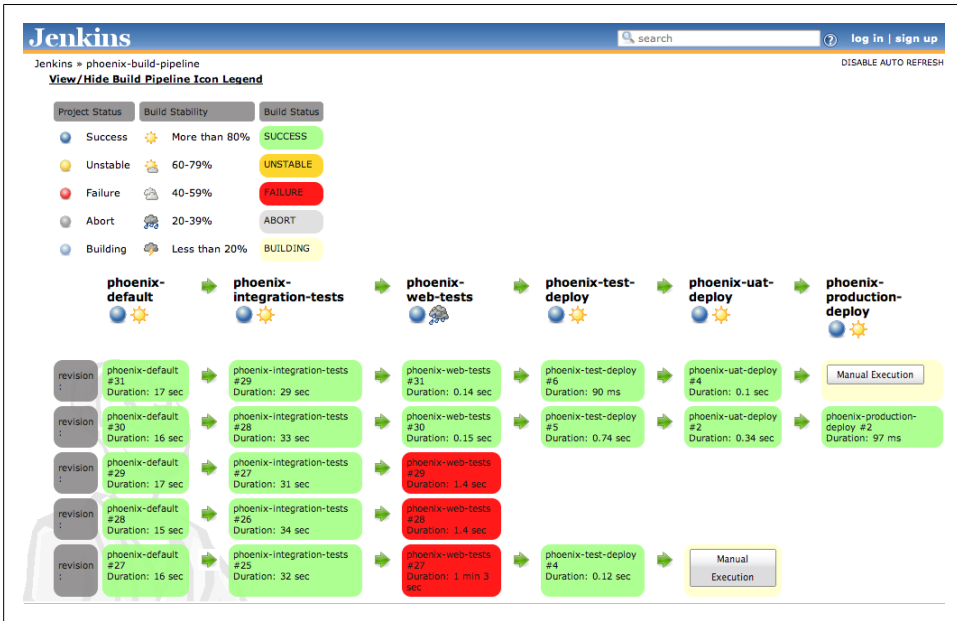 Jenkins
search
log in | sign up
Jenkins » phoenix-build-pipeline
DISABLE AUTO REFRESH
View/Hide Build Pipeline Icon Legend
Project Status Build Stability Build Status
Success More than 80% SUCCESS
Unstable 60-79% UNSTABLE
Failure 40-59% FAILURE
Abort 20-39% ABORT
Building Less than 20% BUILDING
phoenix-
default
phoenix-
integration-tests
phoenix-
web-tests
phoenix-test-
deploy
phoenix-uat-
deploy
phoenix-
production-
deploy
revision
:
phoenix-default
#31
Duration: 17 sec
phoenix-integration-tests
#29
Duration: 29 sec
phoenix-web-tests
#31
Duration: 0.14 sec
phoenix-test-deploy
#6
Duration: 90 ms
phoenix-uat-deploy
#4
Duration: 0.1 sec
Manual Execution
revision
:
phoenix-default
#30
Duration: 16 sec
phoenix-integration-tests
#28
Duration: 33 sec
phoenix-web-tests
#30
Duration: 0.15 sec
phoenix-test-deploy
#5
Duration: 0.74 sec
phoenix-uat-deploy
#2
Duration: 0.34 sec
phoenix-production-
deploy #2
Duration: 97 ms
revision
:
phoenix-default
#29
Duration: 17 sec
phoenix-integration-tests
#27
Duration: 31 sec
phoenix-web-tests
#29
Duration: 1.4 sec
revision
:
phoenix-default
#28
Duration: 15 sec
phoenix-integration-tests
#26
Duration: 34 sec
phoenix-web-tests
#28
Duration: 1.4 sec
revision
:
phoenix-default
#27
Duration: 16 sec
phoenix-integration-tests
#25
Duration: 32 sec
phoenix-web-tests
#27
Duration: 1 min 3
sec
phoenix-test-deploy
#4
Duration: 0.12 sec
Manual
Execution